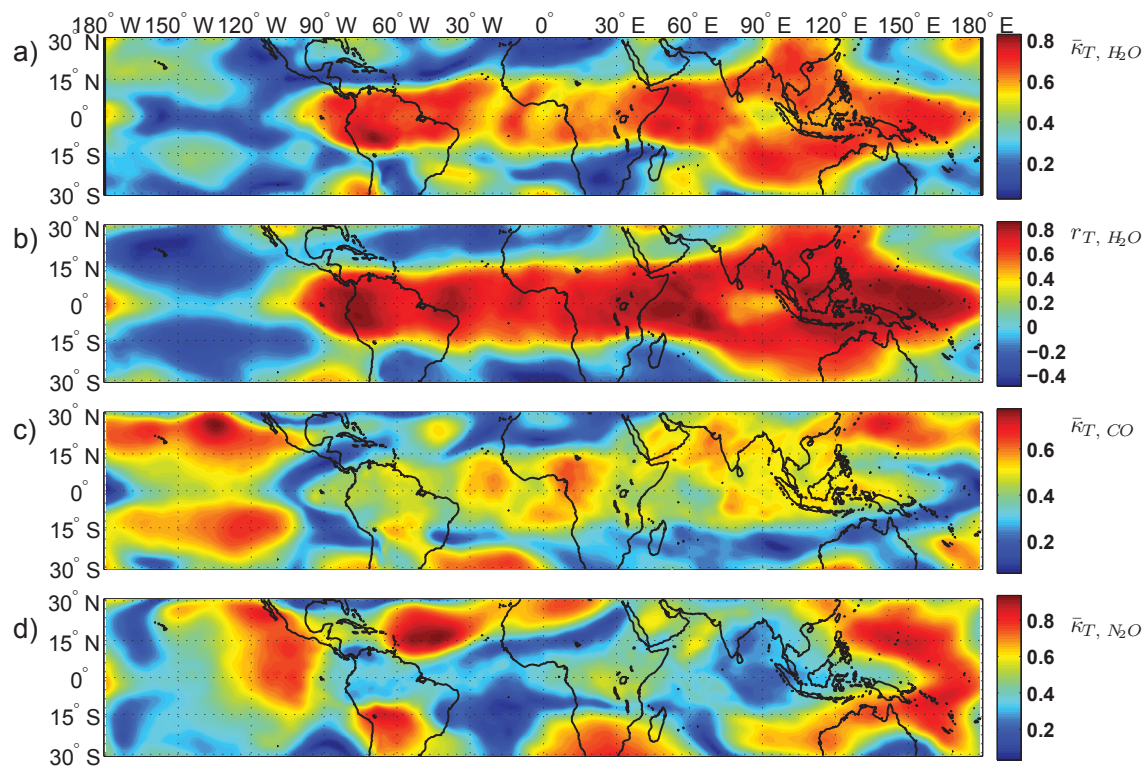 180° W 150° W 120° W 90° W 60° W 30° W 0° 30° E 60° E 90° E 120° E 150° E 180° E
a)
30° N
15° N
0°
15° S
30° S
0.8
0.6
0.4
0.2
κ̄T, H2O
b)
30° N
15° N
0°
15° S
30° S
0.8
0.6
0.4
0.2
0
−0.2
−0.4
rT, H2O
c)
30° N
15° N
0°
15° S
30° S
0.6
0.4
0.2
κ̄T, CO
d)
30° N
15° N
0°
15° S
30° S
0.8
0.6
0.4
0.2
κ̄T, N2O